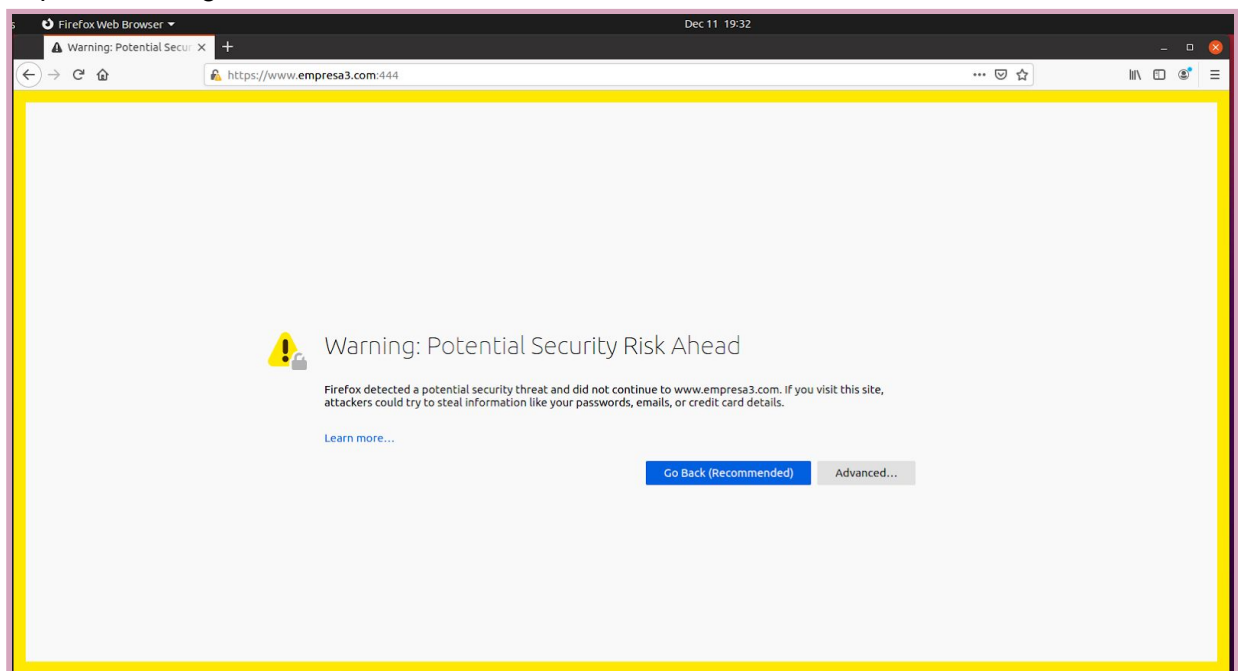 Firefox Web Browser
Dec 11 19:32
Warning: Potential Secur
https://www.empresa3.com:444
Warning: Potential Security Risk Ahead
Firefox detected a potential security threat and did not continue to www.empresa3.com. If you visit this site,
attackers could try to steal information like your passwords, emails, or credit card details.
Learn more…
Go Back (Recommended) Advanced…